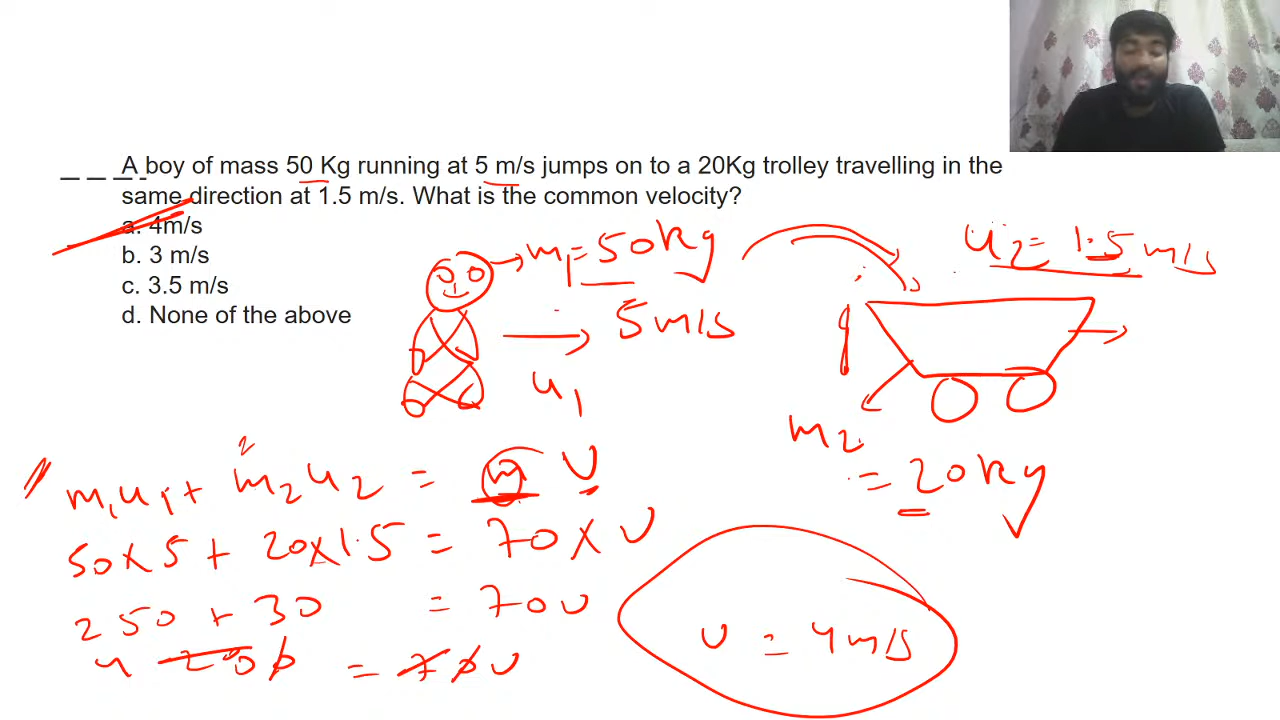 A boy of mass 50 Kg running at 5 m/s jumps on to a 20Kg trolley travelling in the
same direction at 1.5 m/s. What is the common velocity?
a. 4m/s
b. 3 m/s
c. 3.5 m/s
d. None of the above
m₁ = 50kg
5 m/s
u₁
u₂ = 1.5 m/s
m₂
= 20kg
m₁u₁ + m₂u₂ = m v
50 x 5 + 20 x 1.5 = 70 x v
250 + 30 = 70 v
v = 4 m/s